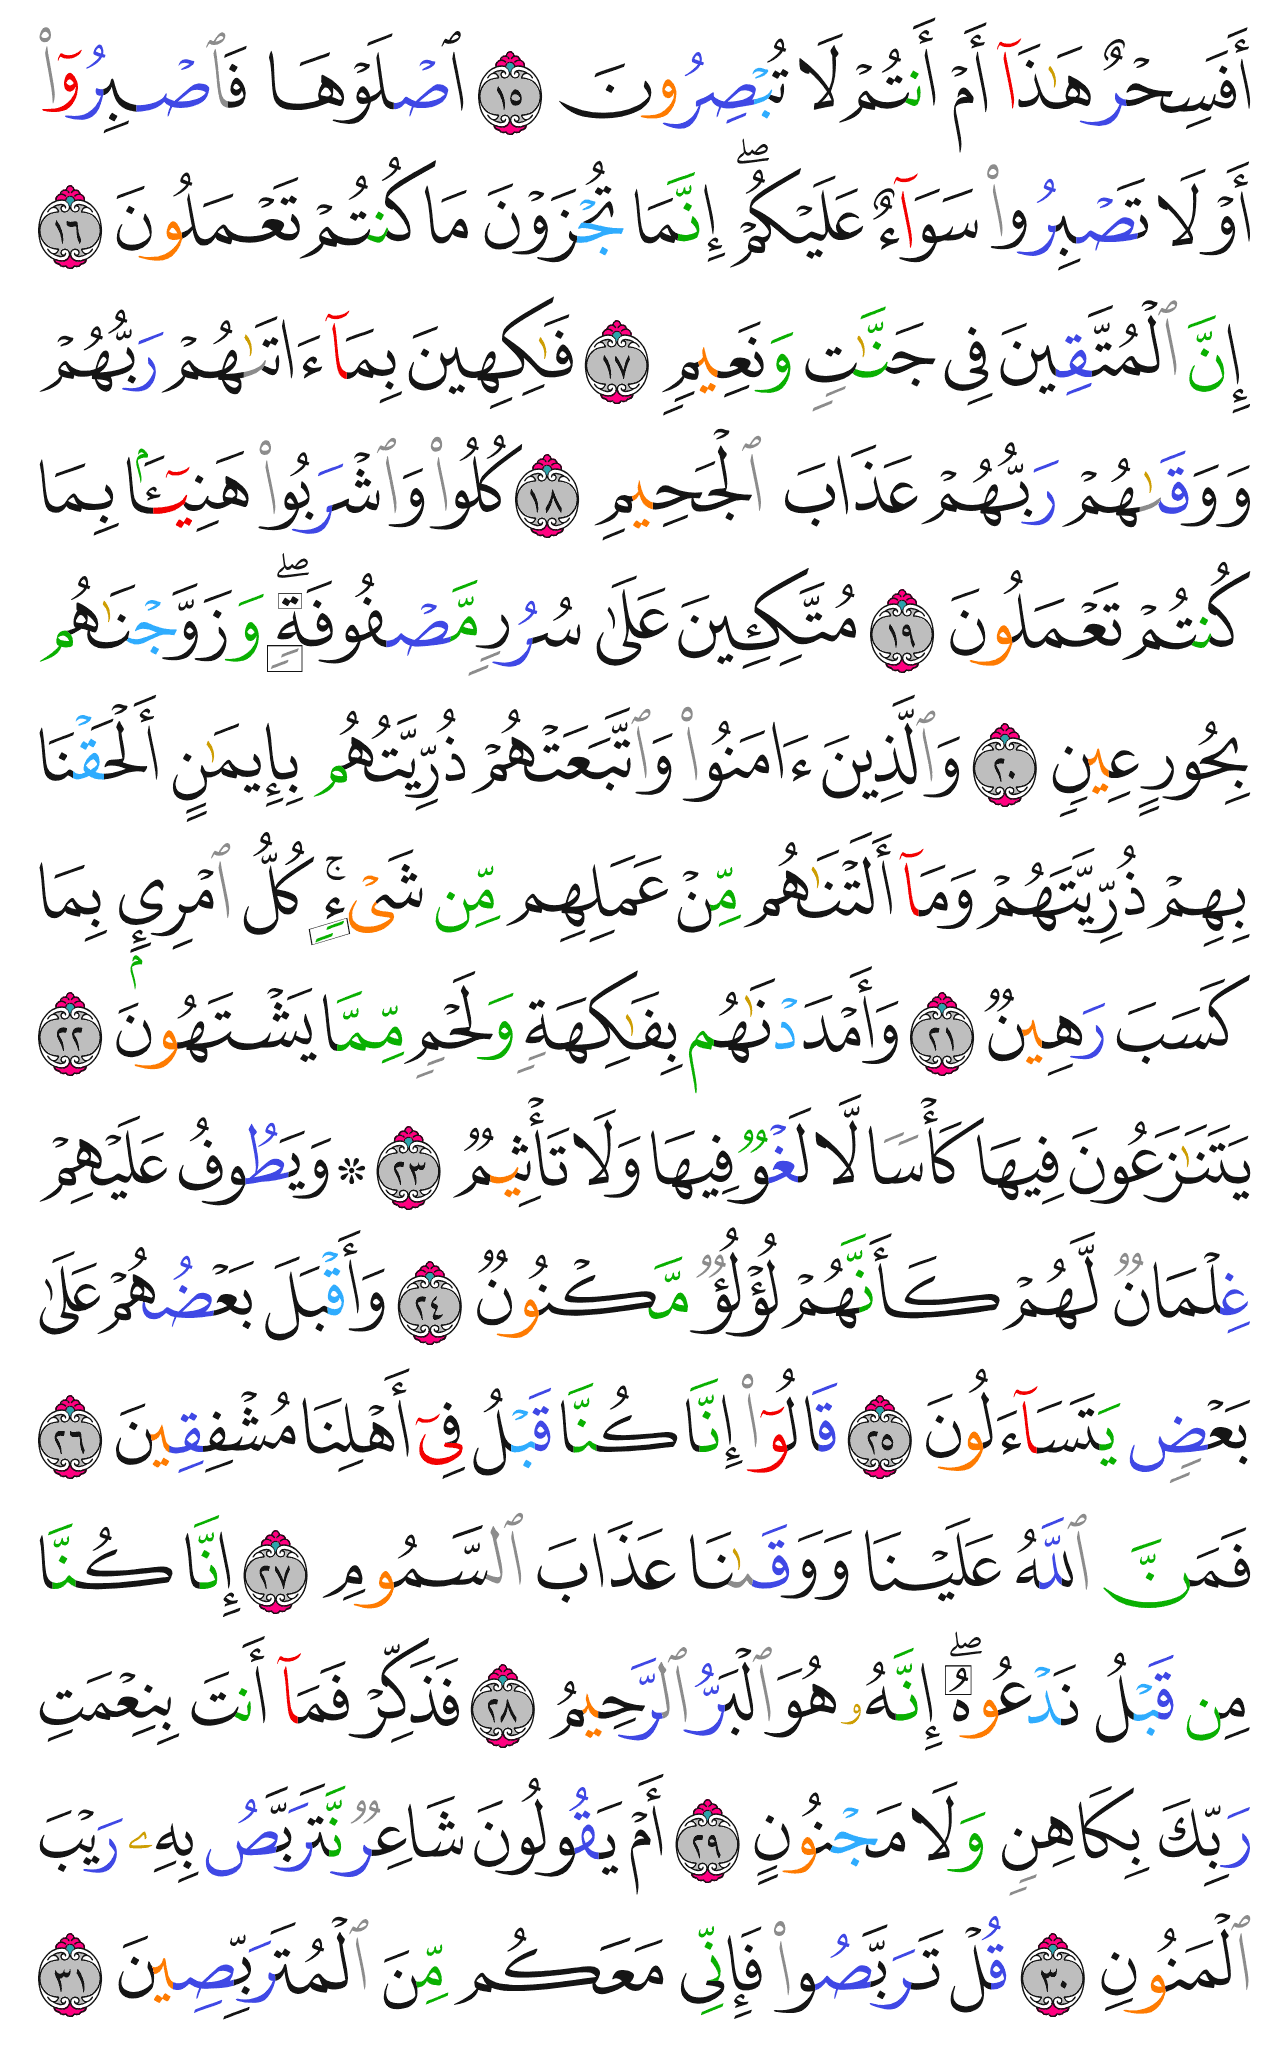 أَفَسِحْرٌ هَـٰذَآ أَمْ أَنتُمْ لَا تُبْصِرُونَ ١٥ ٱصْلَوْهَا فَٱصْبِرُوٓا۟
أَوْ لَا تَصْبِرُوا۟ سَوَآءٌ عَلَيْكُمْ ۖ إِنَّمَا تُجْزَوْنَ مَا كُنتُمْ تَعْمَلُونَ ١٦
إِنَّ ٱلْمُتَّقِينَ فِى جَنَّـٰتٍ وَنَعِيمٍ ١٧ فَـٰكِهِينَ بِمَآ ءَاتَىٰهُمْ رَبُّهُمْ
وَوَقَىٰهُمْ رَبُّهُمْ عَذَابَ ٱلْجَحِيمِ ١٨ كُلُوا۟ وَٱشْرَبُوا۟ هَنِيٓـَٔۢا بِمَا
كُنتُمْ تَعْمَلُونَ ١٩ مُتَّكِـِٔينَ عَلَىٰ سُرُرٍ مَّصْفُوفَةٍ ۖ وَزَوَّجْنَـٰهُم
بِحُورٍ عِينٍ ٢٠ وَٱلَّذِينَ ءَامَنُوا۟ وَٱتَّبَعَتْهُمْ ذُرِّيَّتُهُم بِإِيمَـٰنٍ أَلْحَقْنَا
بِهِمْ ذُرِّيَّتَهُمْ وَمَآ أَلَتْنَـٰهُم مِّنْ عَمَلِهِم مِّن شَىْءٍ ۚ كُلُّ ٱمْرِئٍۭ بِمَا
كَسَبَ رَهِينٌ ٢١ وَأَمْدَدْنَـٰهُم بِفَـٰكِهَةٍ وَلَحْمٍ مِّمَّا يَشْتَهُونَ ٢٢
يَتَنَـٰزَعُونَ فِيهَا كَأْسًا لَّا لَغْوٌ فِيهَا وَلَا تَأْثِيمٌ ٢٣ ۞ وَيَطُوفُ عَلَيْهِمْ
غِلْمَانٌ لَّهُمْ كَأَنَّهُمْ لُؤْلُؤٌ مَّكْنُونٌ ٢٤ وَأَقْبَلَ بَعْضُهُمْ عَلَىٰ
بَعْضٍ يَتَسَآءَلُونَ ٢٥ قَالُوٓا۟ إِنَّا كُنَّا قَبْلُ فِىٓ أَهْلِنَا مُشْفِقِينَ ٢٦
فَمَنَّ ٱللَّهُ عَلَيْنَا وَوَقَىٰنَا عَذَابَ ٱلسَّمُومِ ٢٧ إِنَّا كُنَّا
مِن قَبْلُ نَدْعُوهُ ۖ إِنَّهُۥ هُوَ ٱلْبَرُّ ٱلرَّحِيمُ ٢٨ فَذَكِّرْ فَمَآ أَنتَ بِنِعْمَتِ
رَبِّكَ بِكَاهِنٍ وَلَا مَجْنُونٍ ٢٩ أَمْ يَقُولُونَ شَاعِرٌ نَّتَرَبَّصُ بِهِۦ رَيْبَ
ٱلْمَنُونِ ٣٠ قُلْ تَرَبَّصُوا۟ فَإِنِّى مَعَكُم مِّنَ ٱلْمُتَرَبِّصِينَ ٣١